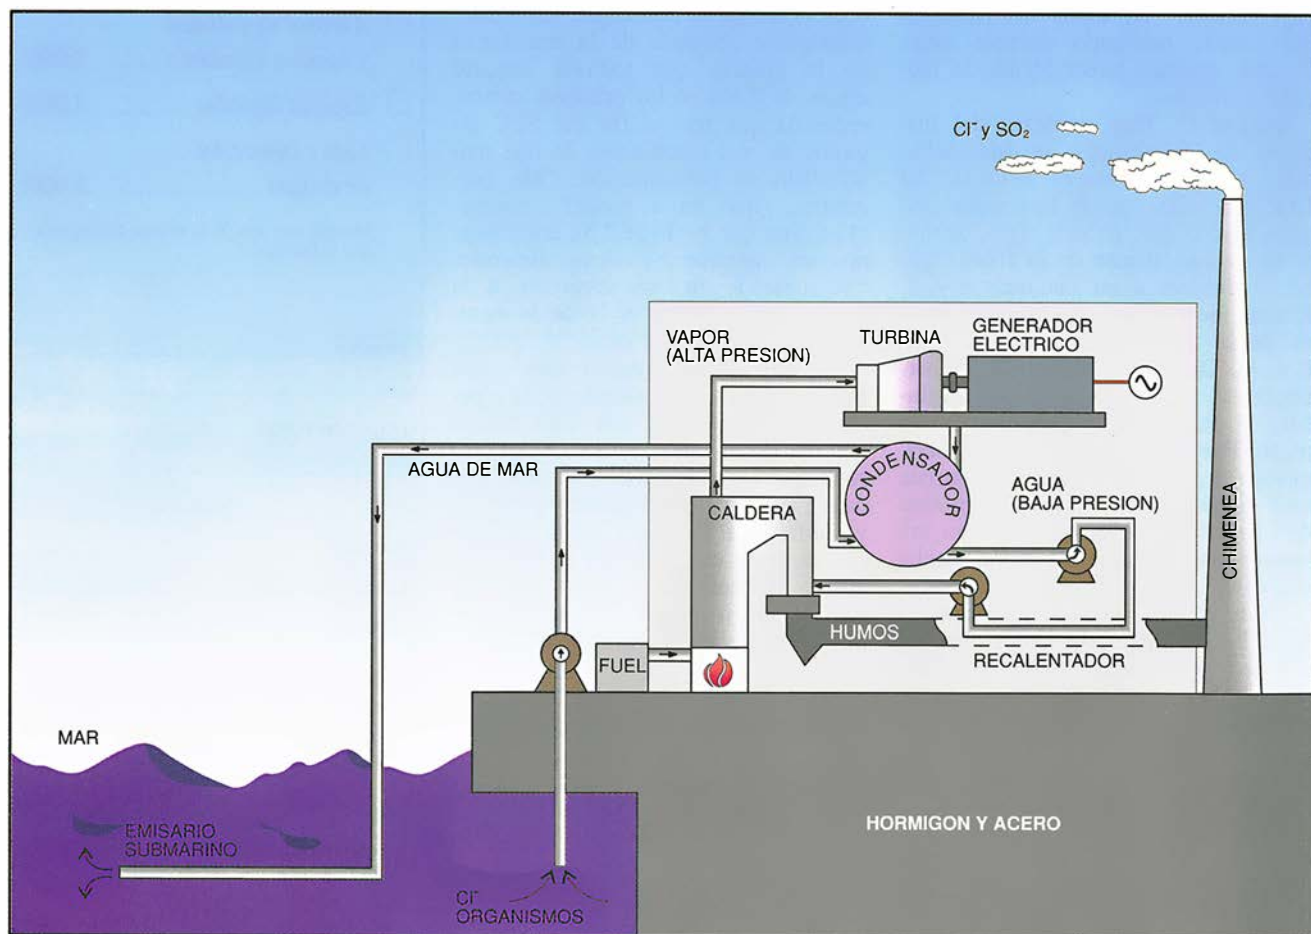 Cl⁻ y SO₂
VAPOR
(ALTA PRESION)
TURBINA
GENERADOR
ELECTRICO
AGUA DE MAR
CONDENSADOR
AGUA
(BAJA PRESION)
CALDERA
CHIMENEA
HUMOS
FUEL
RECALENTADOR
MAR
EMISARIO
SUBMARINO
HORMIGON Y ACERO
Cl⁻
ORGANISMOS